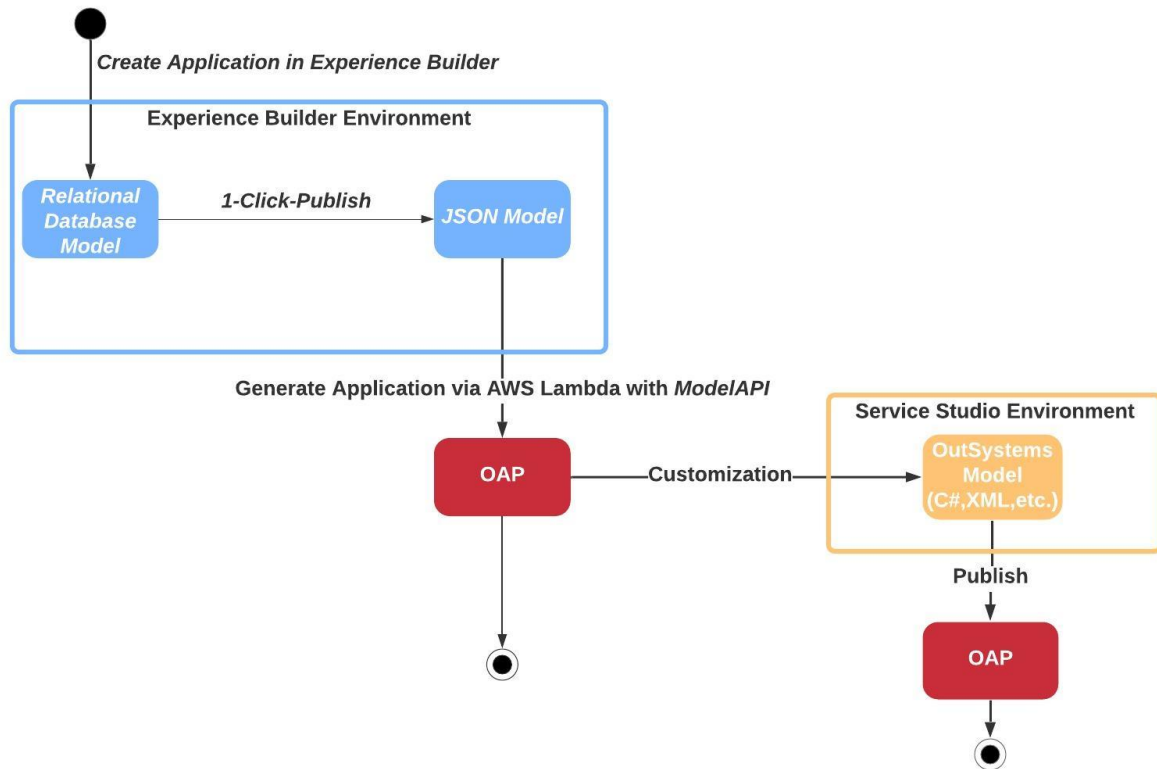 Create Application in Experience Builder
Experience Builder Environment
Relational
Database
Model
1-Click-Publish
JSON Model
Generate Application via AWS Lambda with ModelAPI
Service Studio Environment
OAP
Customization
OutSystems
Model
(C#,XML,etc.)
Publish
OAP